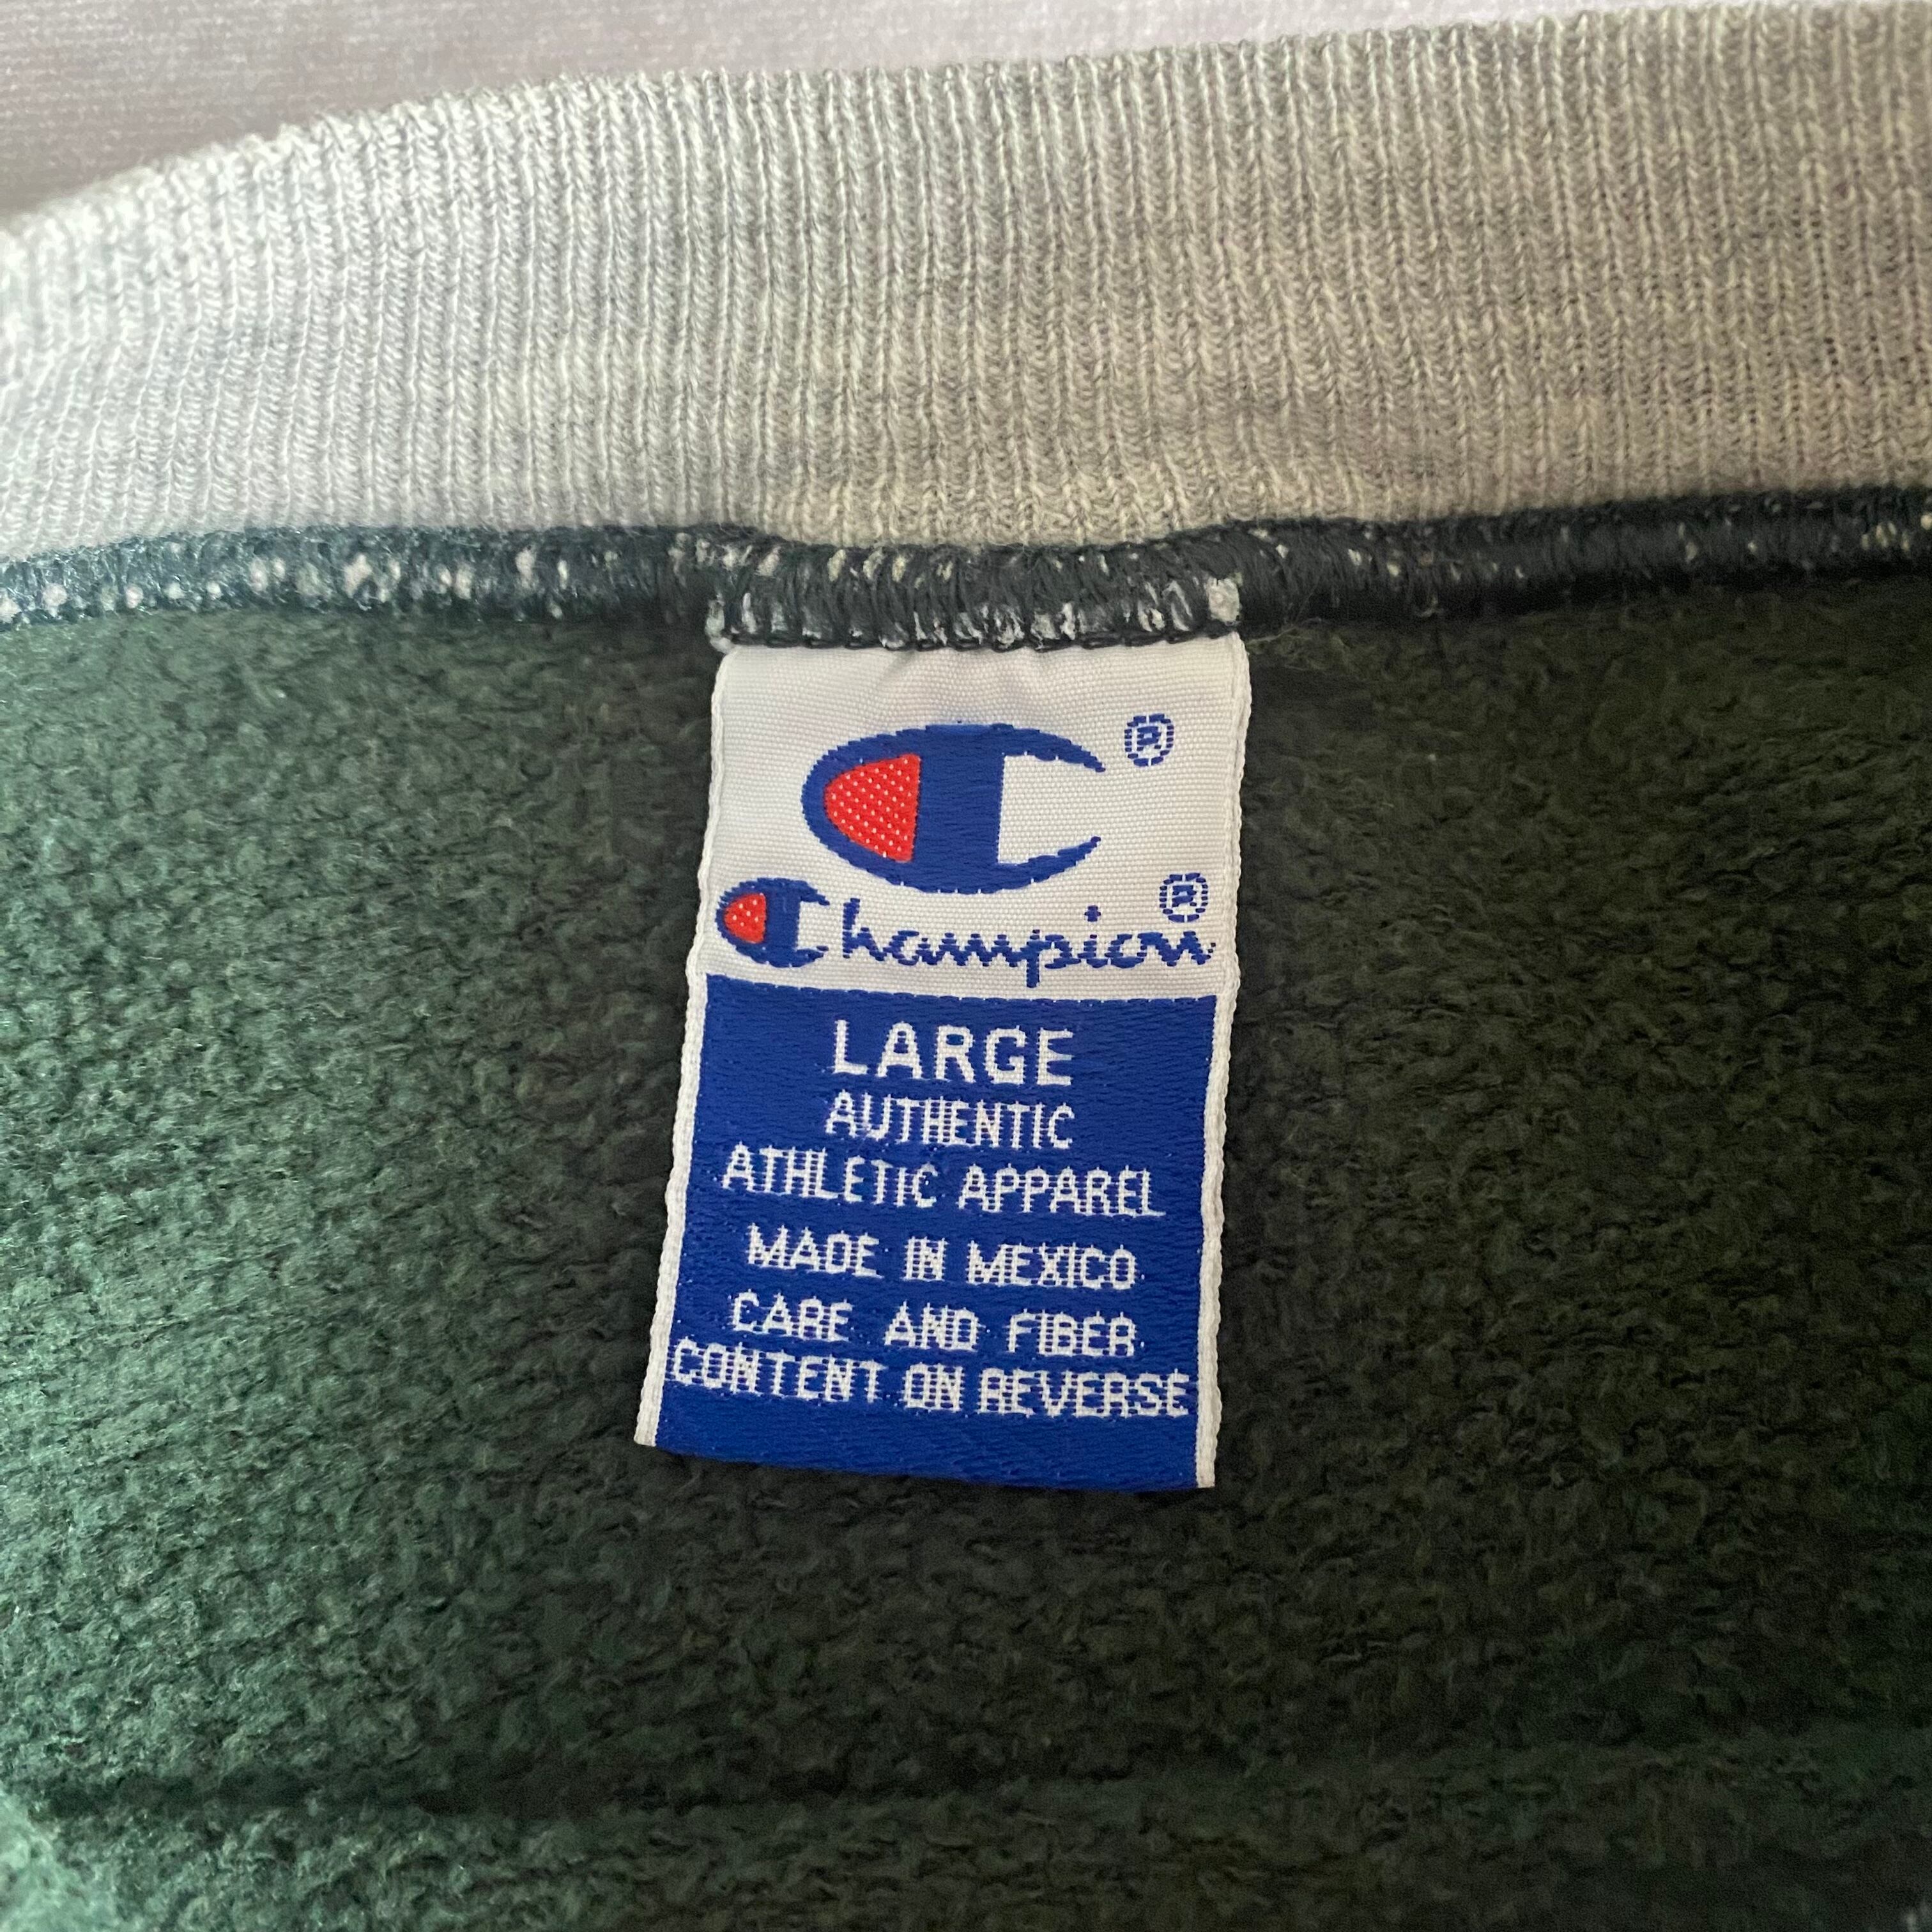 ®
Champion®
LARGE
AUTHENTIC
ATHLETIC APPAREL
MADE IN MEXICO
CARE AND FIBER
CONTENT ON REVERSE